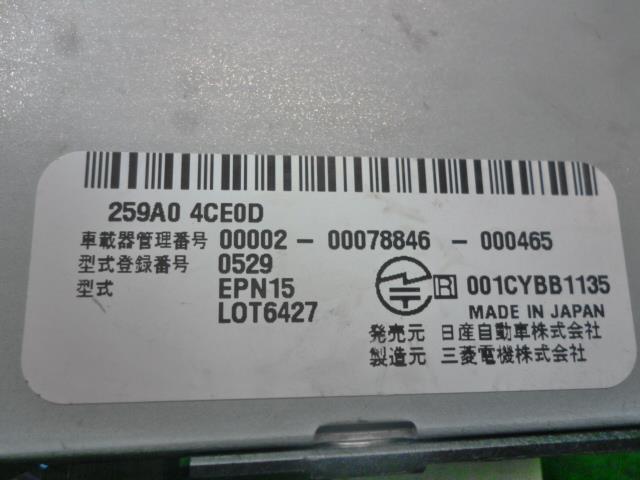 259A0 4CE0D
車載器管理番号 00002 - 00078846 - 000465
型式登録番号 0529
型式 EPN15
LOT6427
R 001CYBB1135
MADE IN JAPAN
発売元 日産自動車株式会社
製造元 三菱電機株式会社